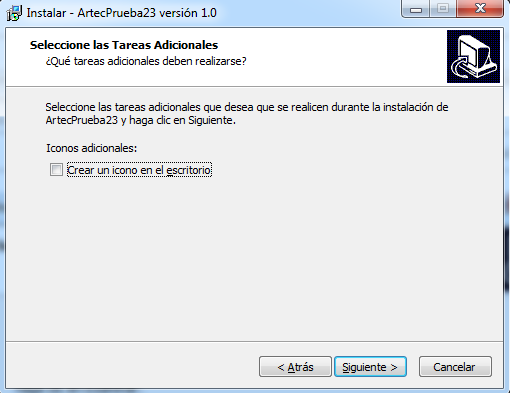 Instalar - ArtecPrueba23 versión 1.0
Seleccione las Tareas Adicionales
¿Qué tareas adicionales deben realizarse?
Seleccione las tareas adicionales que desea que se realicen durante la instalación de
ArtecPrueba23 y haga clic en Siguiente.
Iconos adicionales:
Crear un icono en el escritorio
< Atrás
Siguiente >
Cancelar